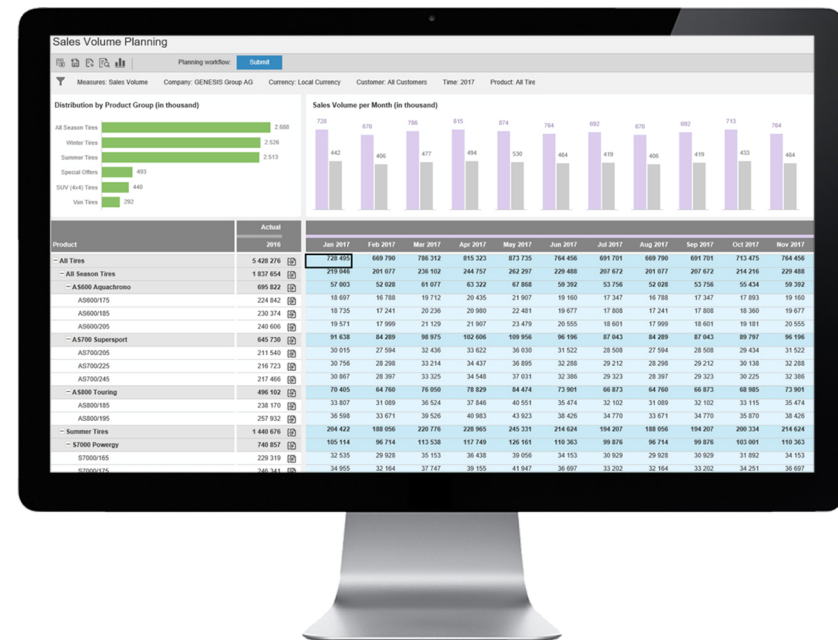 Sales Volume Planning
Planning workflow: Submit
Measures: Sales Volume Company: GENESIS Group AG Currency: Local Currency Customer: All Customers Time: 2017 Product: All Tire
Distribution by Product Group (in thousand)
All Season Tires 2.688
Winter Tires 2.526
Summer Tires 2.513
Special Offers 493
SUV (4x4) Tires 440
Van Tires 292
Sales Volume per Month (in thousand)
728 670 786 815 874 764 692 670 692 713 764
442 406 477 494 530 464 419 406 419 433 464
Actual
Product 2016 Jan 2017 Feb 2017 Mar 2017 Apr 2017 May 2017 Jun 2017 Jul 2017 Aug 2017 Sep 2017 Oct 2017 Nov 2017
− All Tires 5 428 276 728 495 669 790 786 312 815 323 873 735 764 456 691 701 669 790 691 701 713 475 764 456
− All Season Tires 1 837 654 219 046 201 077 236 102 244 757 262 297 229 488 207 672 201 077 207 672 214 216 229 488
− AS600 Aquachrono 695 822 57 003 52 028 61 077 63 322 67 868 59 392 53 756 52 028 53 756 55 434 59 392
AS600/175 224 842 18 697 16 788 19 712 20 435 21 907 19 160 17 347 16 788 17 347 17 893 19 160
AS600/185 230 374 18 735 17 241 20 236 20 980 22 481 19 677 17 808 17 241 17 808 18 360 19 677
AS600/205 240 606 19 571 17 999 21 129 21 907 23 479 20 555 18 601 17 999 18 601 19 181 20 555
− AS700 Supersport 645 730 91 638 84 289 98 975 102 606 109 956 96 196 87 043 84 289 87 043 89 797 96 196
AS700/205 211 540 30 015 27 594 32 436 33 622 36 030 31 522 28 508 27 594 28 508 29 434 31 522
AS700/225 216 723 30 756 28 298 33 214 34 437 36 895 32 288 29 212 28 298 29 212 30 138 32 288
AS700/245 217 466 30 867 28 397 33 325 34 548 37 031 32 386 29 323 28 397 29 323 30 225 32 386
− AS800 Touring 496 102 70 405 64 760 76 050 78 829 84 474 73 901 66 873 64 760 66 873 68 985 73 901
AS800/185 238 170 33 807 31 089 36 524 37 846 40 551 35 474 32 102 31 089 32 102 33 115 35 474
AS800/195 257 932 36 598 33 671 39 526 40 983 43 923 38 426 34 770 33 671 34 770 35 870 38 426
− Summer Tires 1 440 676 204 422 188 056 220 776 228 965 245 331 214 624 194 207 188 056 194 207 200 334 214 624
− S7000 Powergy 740 857 105 114 96 714 113 538 117 749 126 161 110 363 99 876 96 714 99 876 103 001 110 363
S7000/165 229 319 32 535 29 928 35 153 36 438 39 056 34 153 30 929 29 928 30 929 31 892 34 153
S7000/175 246 341 34 955 32 164 37 747 39 155 41 947 36 697 33 202 32 164 33 202 34 251 36 697